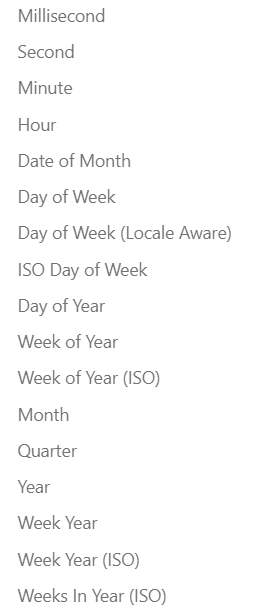 Millisecond
Second
Minute
Hour
Date of Month
Day of Week
Day of Week (Locale Aware)
ISO Day of Week
Day of Year
Week of Year
Week of Year (ISO)
Month
Quarter
Year
Week Year
Week Year (ISO)
Weeks In Year (ISO)